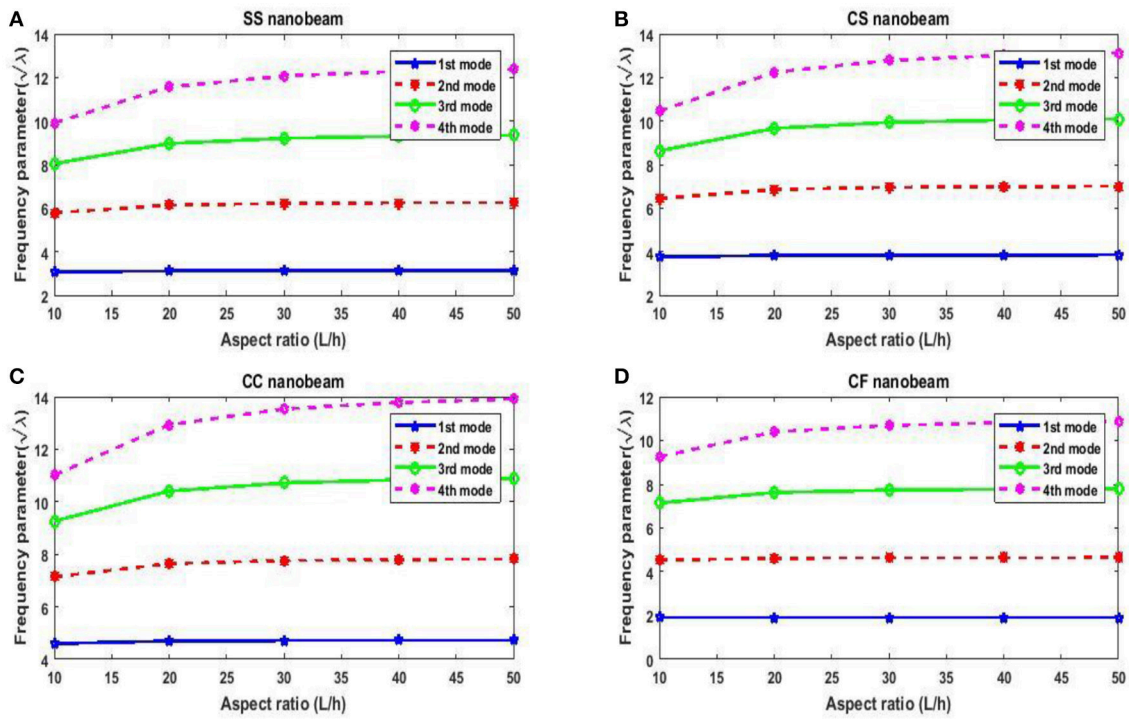 A
SS nanobeam
Frequency parameter(√λ)
14
12
10
8
6
4
2
1st mode
2nd mode
3rd mode
4th mode
10 15 20 25 30 35 40 45 50
Aspect ratio (L/h)
B
CS nanobeam
Frequency parameter(√λ)
14
12
10
8
6
4
2
1st mode
2nd mode
3rd mode
4th mode
10 15 20 25 30 35 40 45 50
Aspect ratio (L/h)
C
CC nanobeam
Frequency parameter(√λ)
14
12
10
8
6
4
1st mode
2nd mode
3rd mode
4th mode
10 15 20 25 30 35 40 45 50
Aspect ratio (L/h)
D
CF nanobeam
Frequency parameter(√λ)
12
10
8
6
4
2
0
1st mode
2nd mode
3rd mode
4th mode
10 15 20 25 30 35 40 45 50
Aspect ratio (L/h)